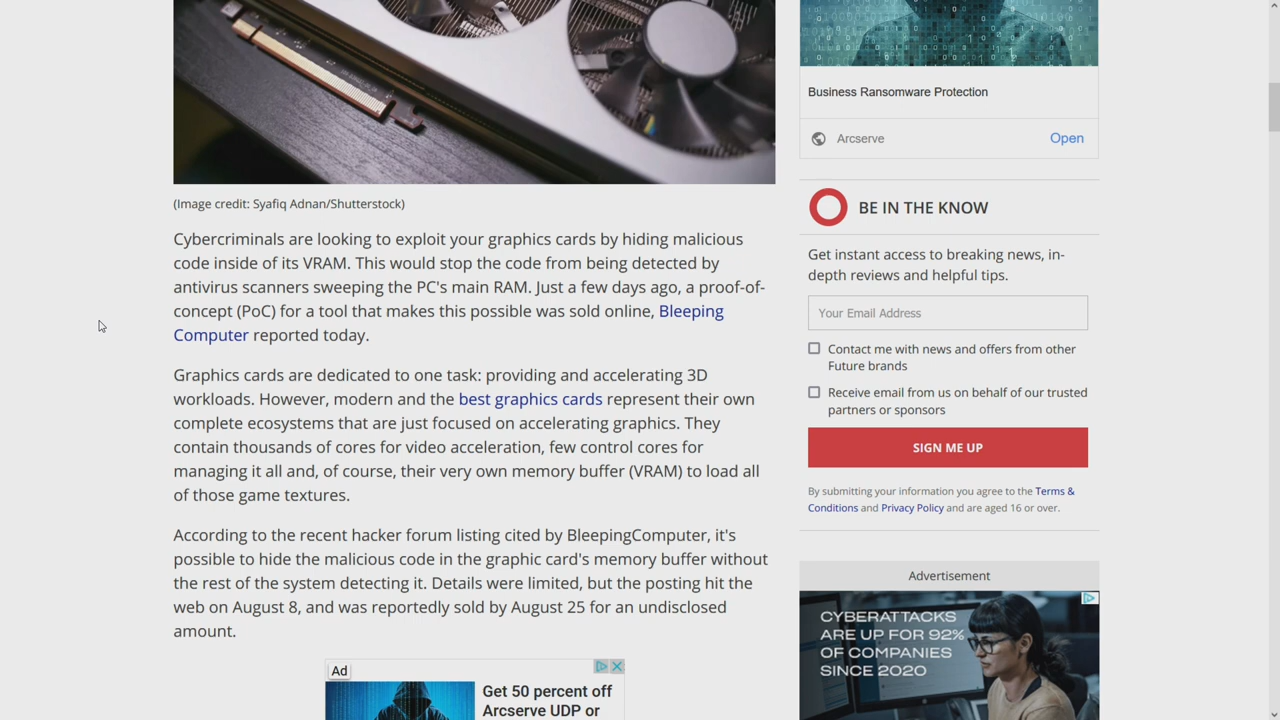 Business Ransomware Protection
Arcserve
Open
(Image credit: Syafiq Adnan/Shutterstock)
Cybercriminals are looking to exploit your graphics cards by hiding malicious
code inside of its VRAM. This would stop the code from being detected by
antivirus scanners sweeping the PC's main RAM. Just a few days ago, a proof-of-
concept (PoC) for a tool that makes this possible was sold online, Bleeping
Computer reported today.
Graphics cards are dedicated to one task: providing and accelerating 3D
workloads. However, modern and the best graphics cards represent their own
complete ecosystems that are just focused on accelerating graphics. They
contain thousands of cores for video acceleration, few control cores for
managing it all and, of course, their very own memory buffer (VRAM) to load all
of those game textures.
According to the recent hacker forum listing cited by BleepingComputer, it's
possible to hide the malicious code in the graphic card's memory buffer without
the rest of the system detecting it. Details were limited, but the posting hit the
web on August 8, and was reportedly sold by August 25 for an undisclosed
amount.
Ad
Get 50 percent off
Arcserve UDP or
BE IN THE KNOW
Get instant access to breaking news, in-
depth reviews and helpful tips.
Your Email Address
Contact me with news and offers from other
Future brands
Receive email from us on behalf of our trusted
partners or sponsors
SIGN ME UP
By submitting your information you agree to the Terms &
Conditions and Privacy Policy and are aged 16 or over.
Advertisement
CYBERATTACKS
ARE UP FOR 92%
OF COMPANIES
SINCE 2020